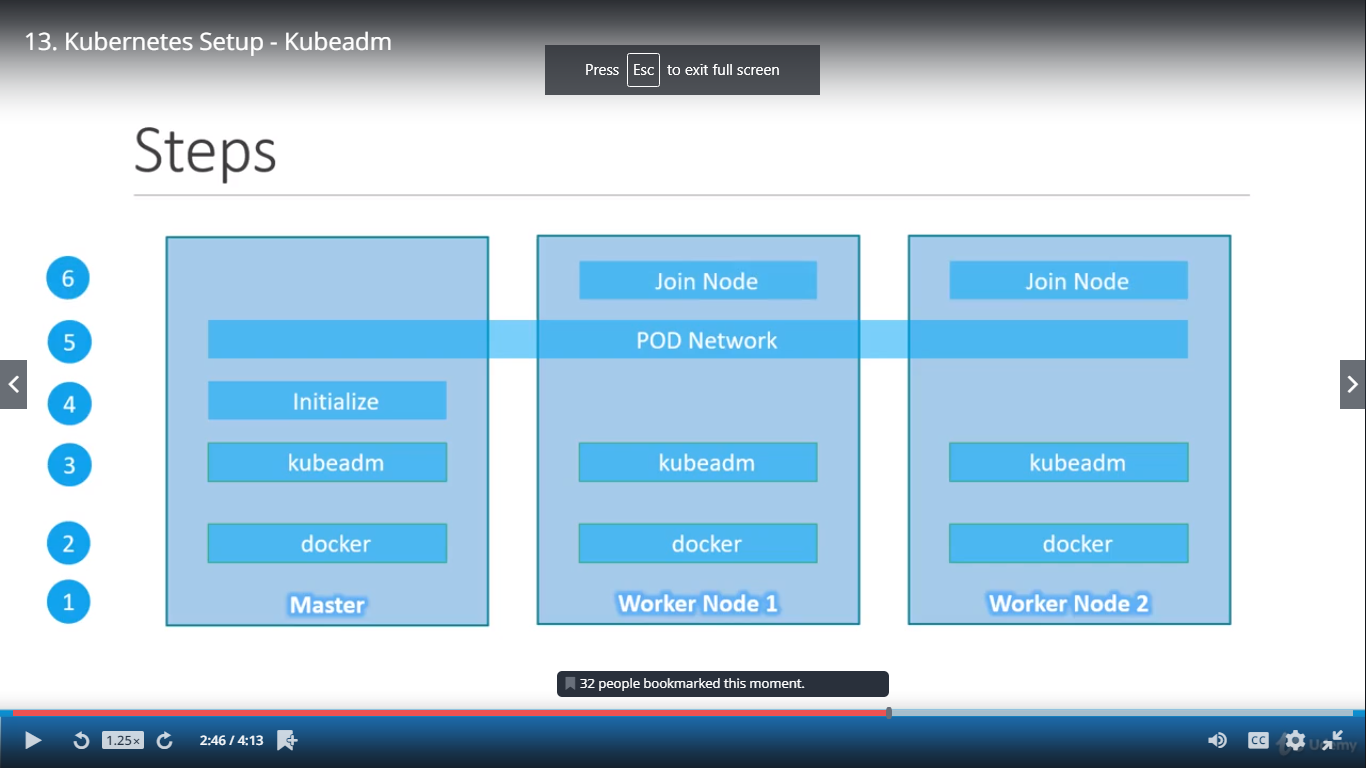 13. Kubernetes Setup - Kubeadm
Press Esc to exit full screen
Steps
6
Join Node
Join Node
5
POD Network
4
Initialize
3
kubeadm
kubeadm
kubeadm
2
docker
docker
docker
1
Master
Worker Node 1
Worker Node 2
32 people bookmarked this moment.
1.25×
2:46 / 4:13
CC
Udemy